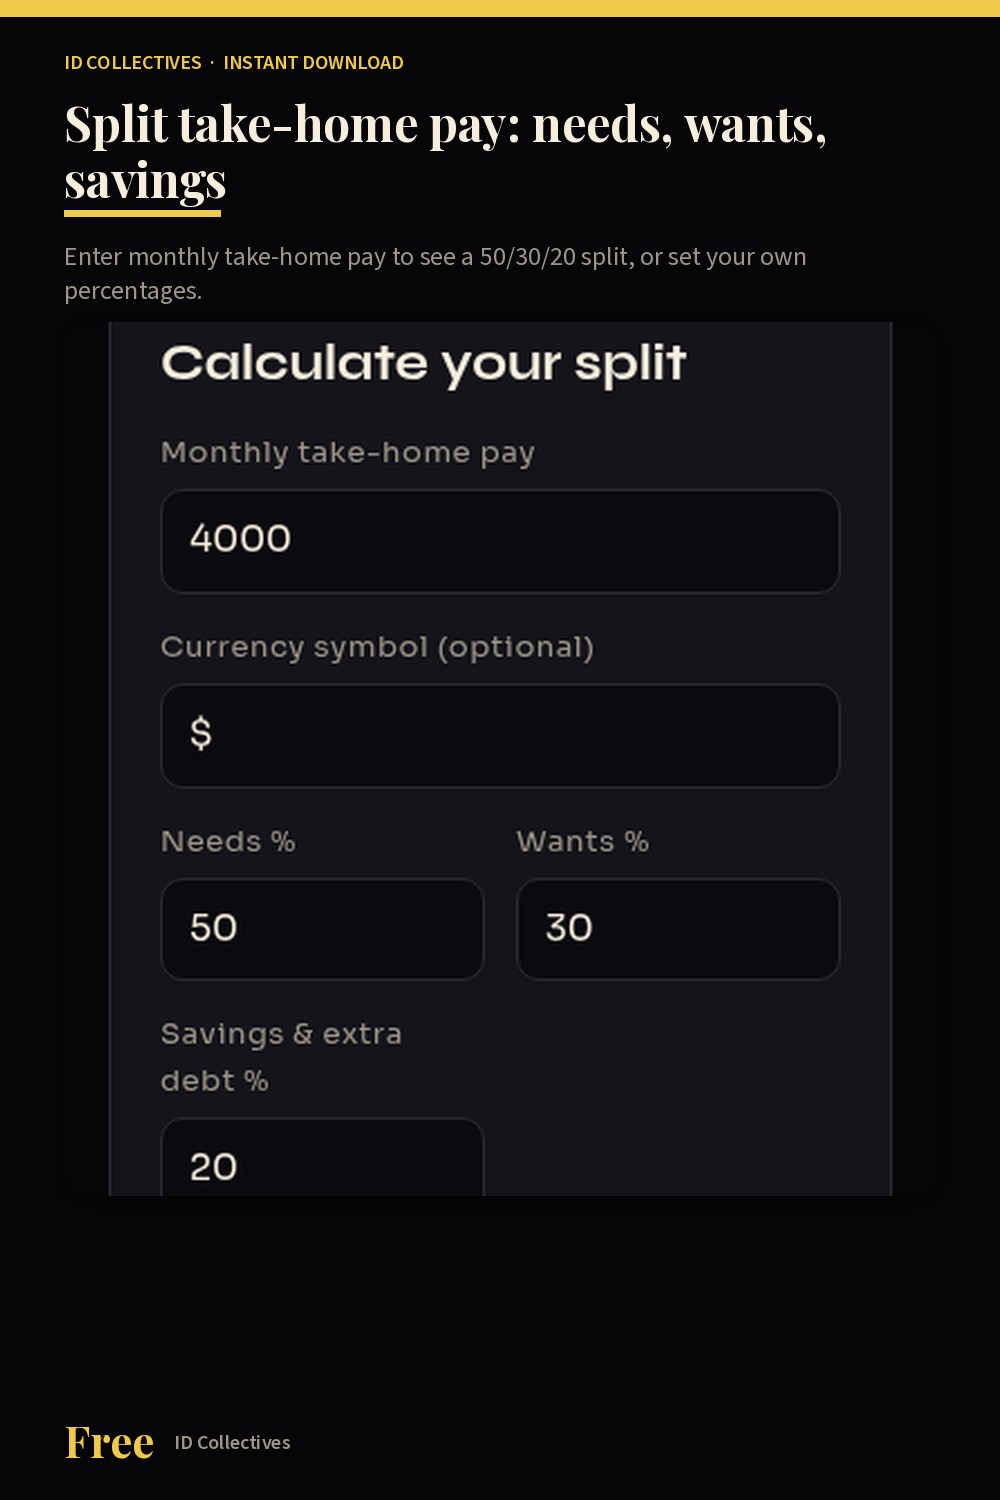 ID COLLECTIVES · INSTANT DOWNLOAD
Split take-home pay: needs, wants,
savings
Enter monthly take-home pay to see a 50/30/20 split, or set your own
percentages.
Calculate your split
Monthly take-home pay
4000
Currency symbol (optional)
$
Needs % Wants %
50 30
Savings & extra
debt %
20
Free ID Collectives